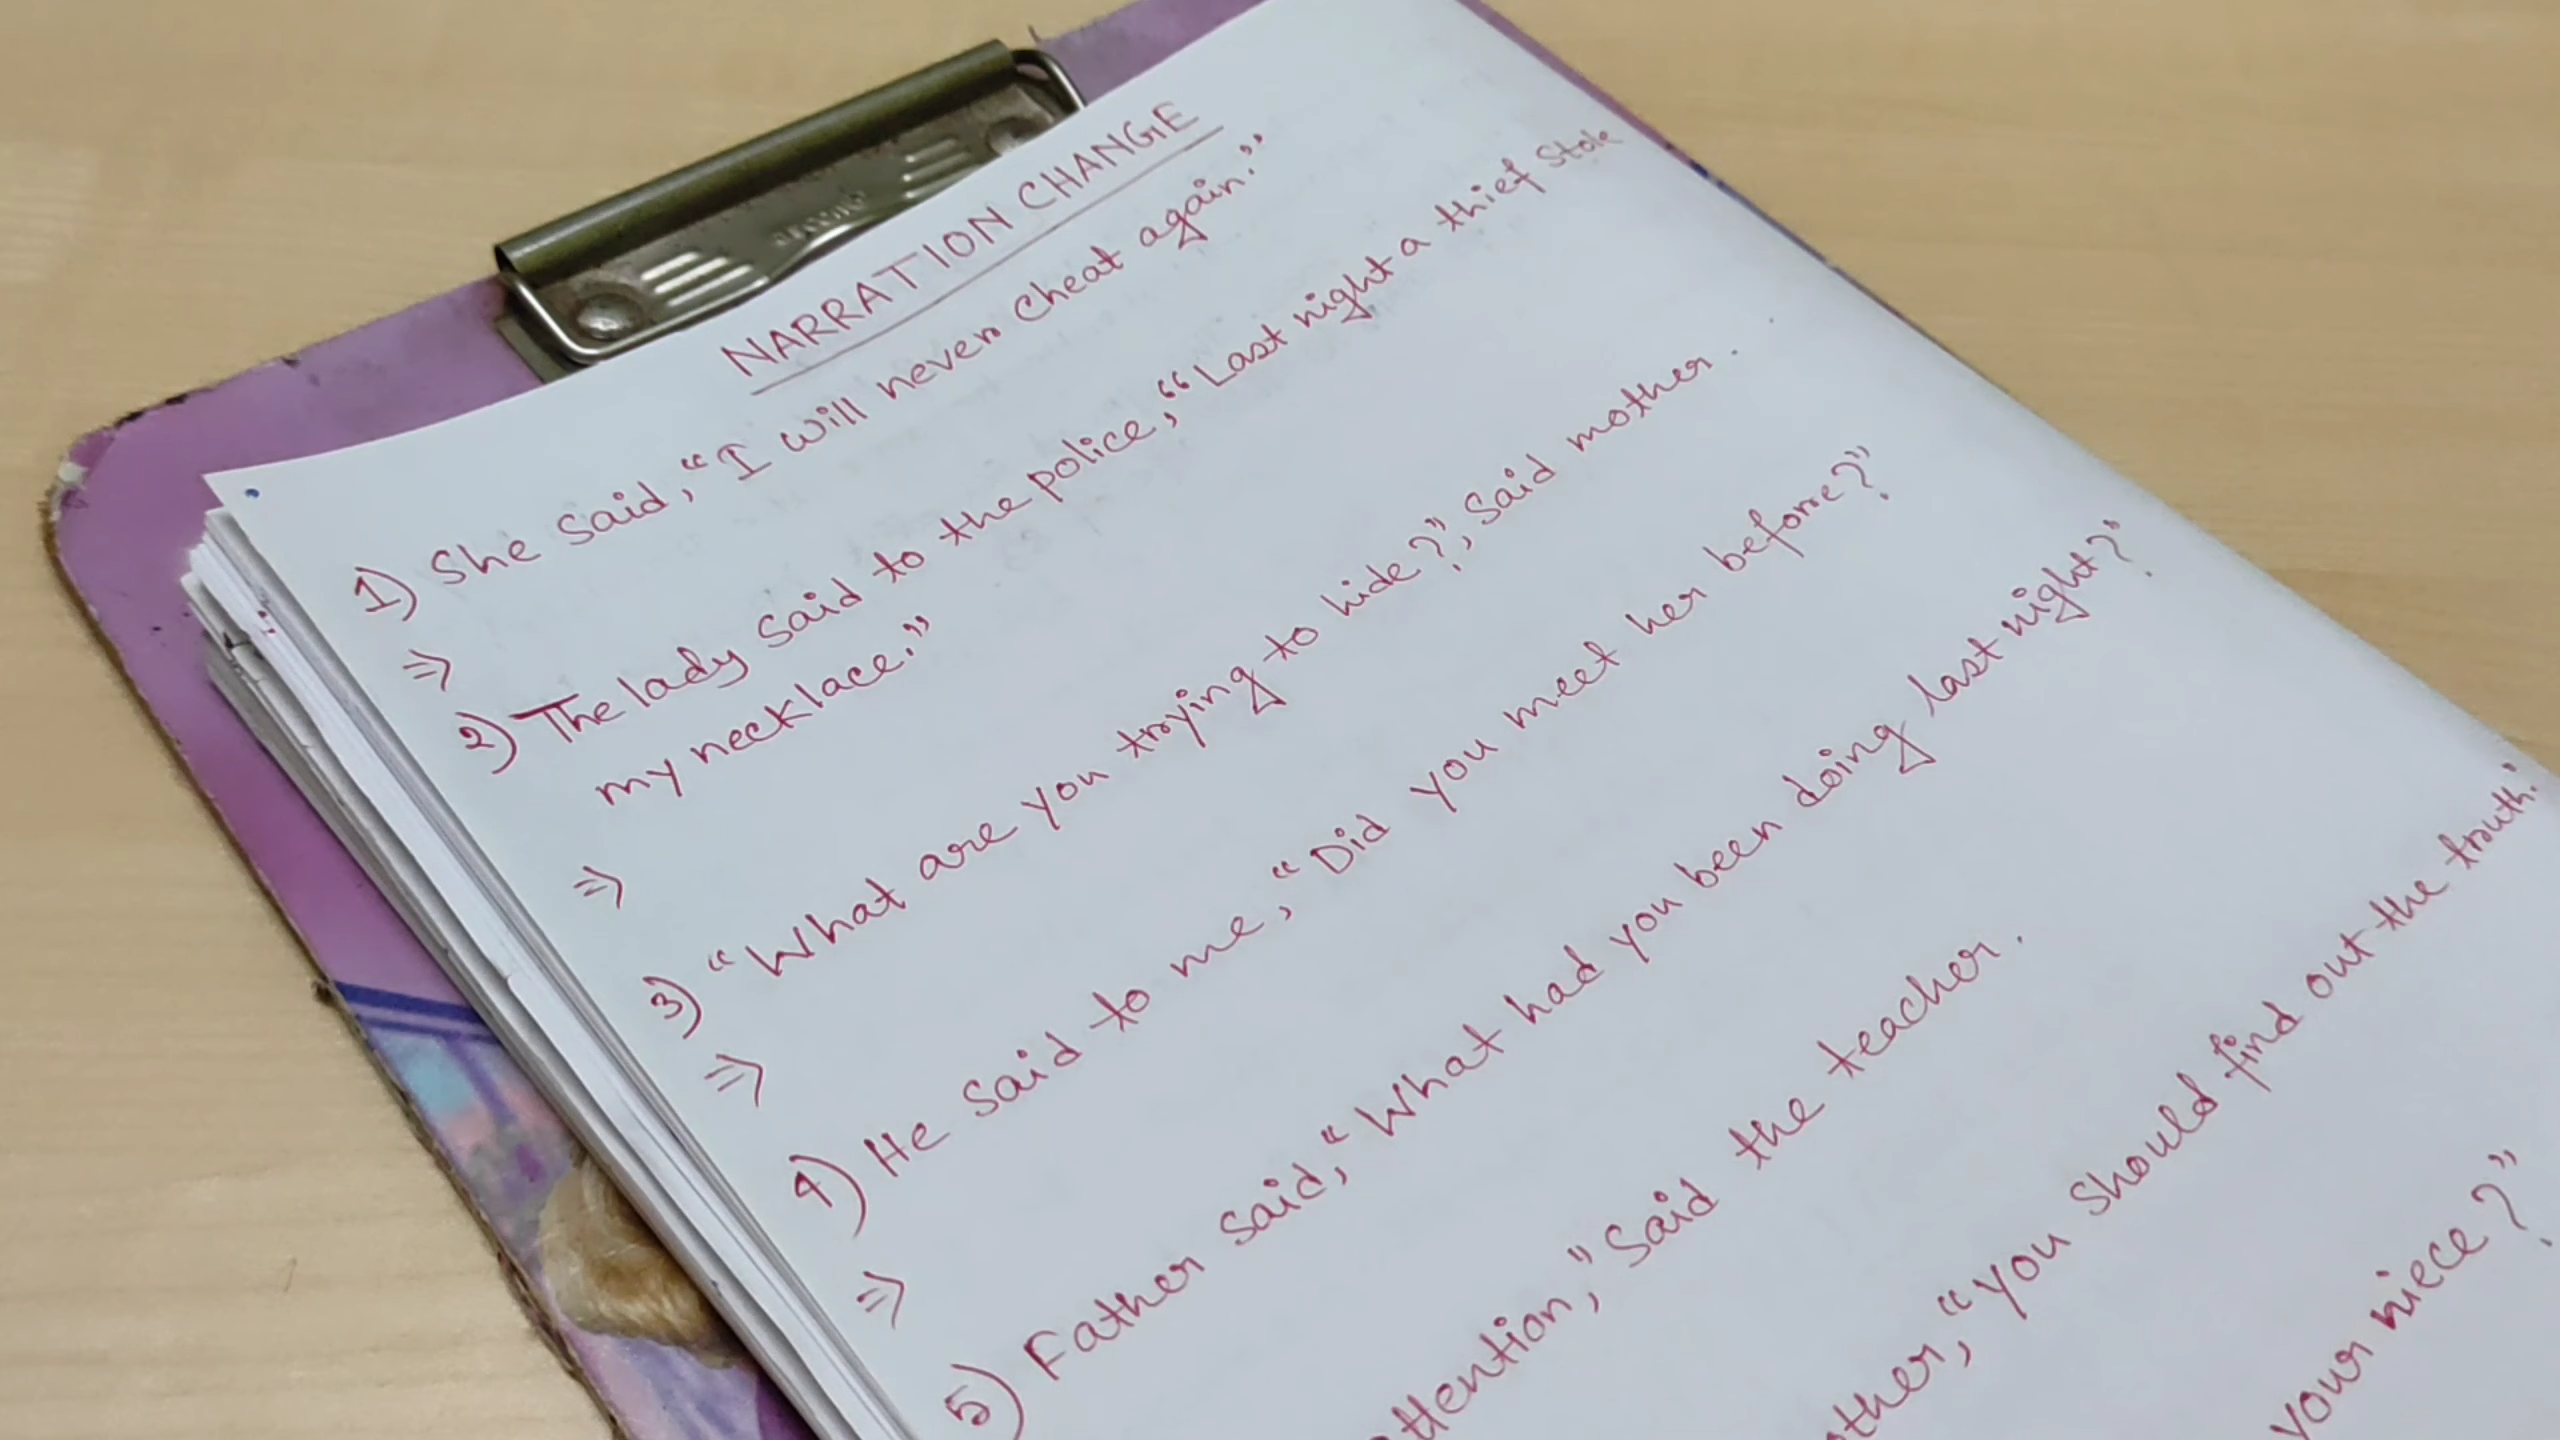 NARRATION CHANGE
1) She said, "I will never cheat again."
⇒
2) The lady said to the police, "Last night a thief stole
my necklace."
⇒
3) "What are you trying to hide?", said mother.
⇒
4) He said to me, "Did you meet her before?"
⇒
5) Father said, "What had you been doing last night?"
attention," said the teacher.
"You should find out the truth."
your niece?"